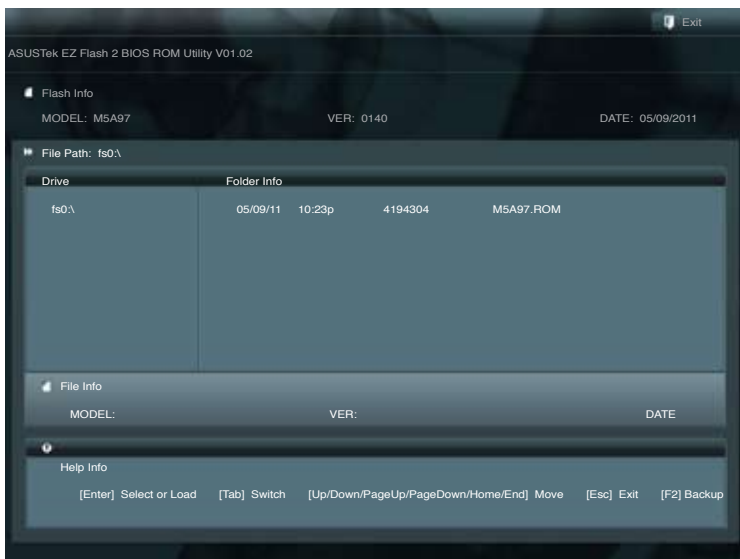 Exit
ASUSTek EZ Flash 2 BIOS ROM Utility V01.02
Flash Info
MODEL: M5A97 VER: 0140 DATE: 05/09/2011
File Path: fs0:\
Drive Folder Info
fs0:\ 05/09/11 10:23p 4194304 M5A97.ROM
File Info
MODEL: VER: DATE
Help Info
[Enter] Select or Load [Tab] Switch [Up/Down/PageUp/PageDown/Home/End] Move [Esc] Exit [F2] Backup